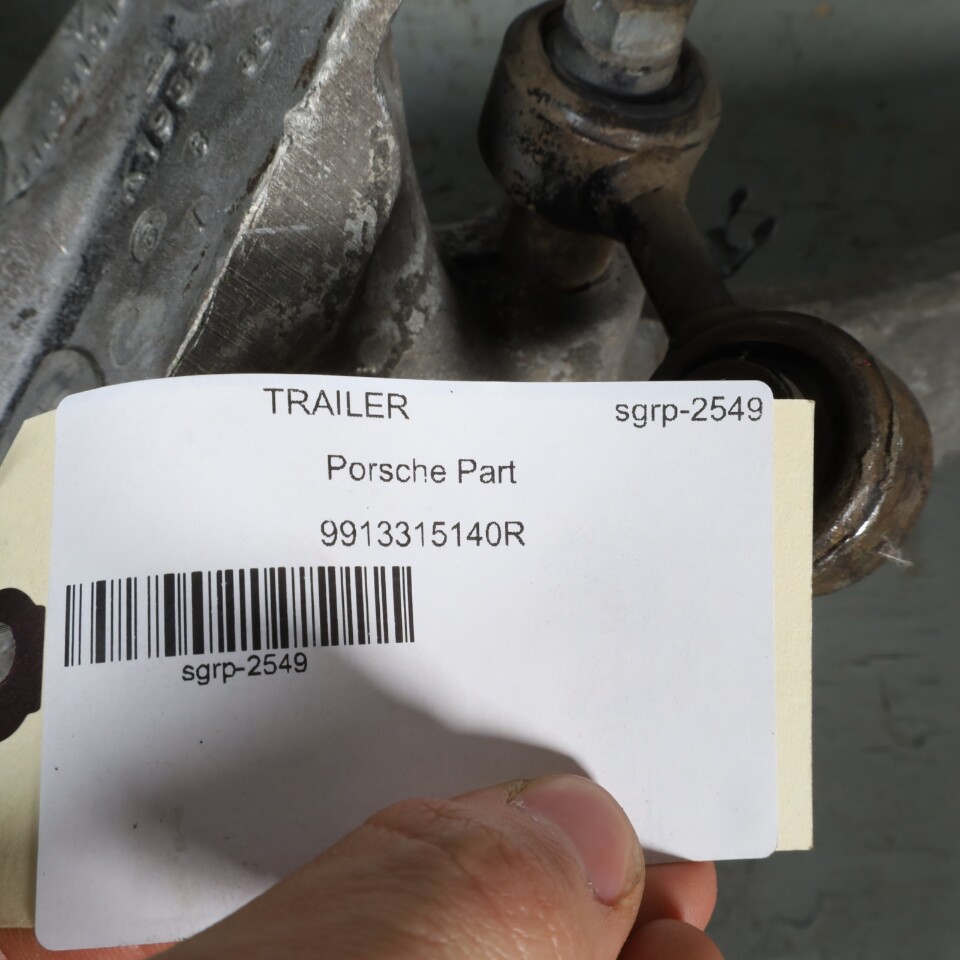 TRAILER sgrp-2549
Porsche Part
9913315140R
sgrp-2549